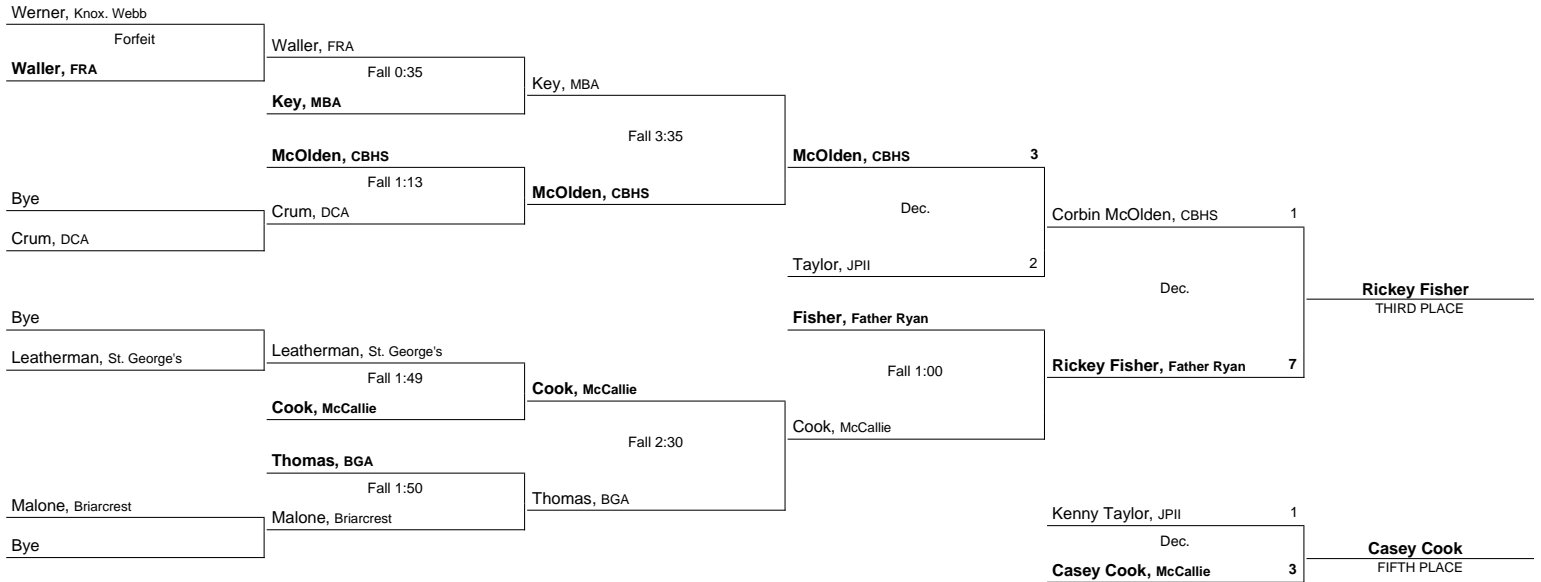 Werner, Knox. Webb
Forfeit
Waller, FRA
Waller, FRA
Fall 0:35
Key, MBA
Key, MBA
Fall 3:35
McOlden, CBHS
Fall 1:13
Crum, DCA
McOlden, CBHS
Bye
Crum, DCA
McOlden, CBHS 3
Dec.
Taylor, JPII 2
Corbin McOlden, CBHS 1
Dec.
Rickey Fisher, Father Ryan 7
Rickey Fisher
THIRD PLACE
Bye
Leatherman, St. George's
Leatherman, St. George's
Fall 1:49
Cook, McCallie
Cook, McCallie
Fall 2:30
Thomas, BGA
Fisher, Father Ryan
Fall 1:00
Cook, McCallie
Thomas, BGA
Fall 1:50
Malone, Briarcrest
Malone, Briarcrest
Bye
Kenny Taylor, JPII 1
Dec.
Casey Cook, McCallie 3
Casey Cook
FIFTH PLACE